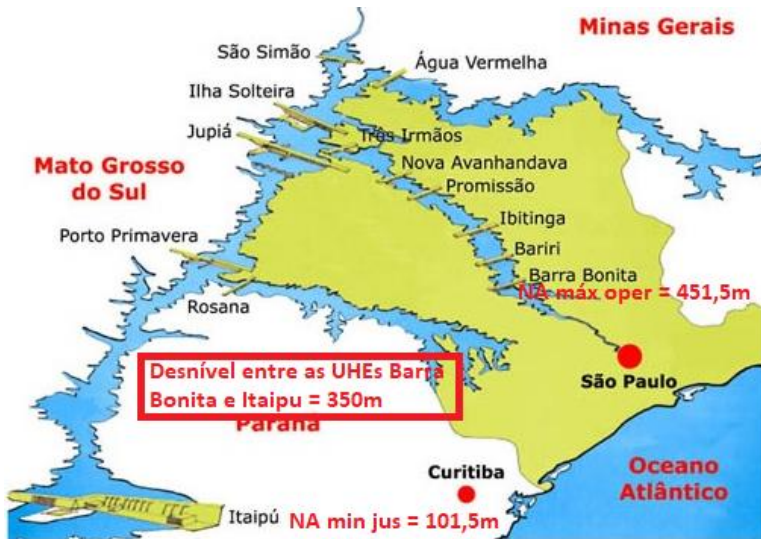 Minas Gerais
São Simão
Água Vermelha
Ilha Solteira
Jupiá
Três Irmãos
Mato Grosso
do Sul
Nova Avanhandava
Promissão
Ibitinga
Porto Primavera
Bariri
Barra Bonita
NA máx oper = 451,5m
Rosana
Desnível entre as UHEs Barra
Bonita e Itaipu = 350m
São Paulo
Paraná
Curitiba
Oceano
Atlântico
Itaipú
NA min jus = 101,5m